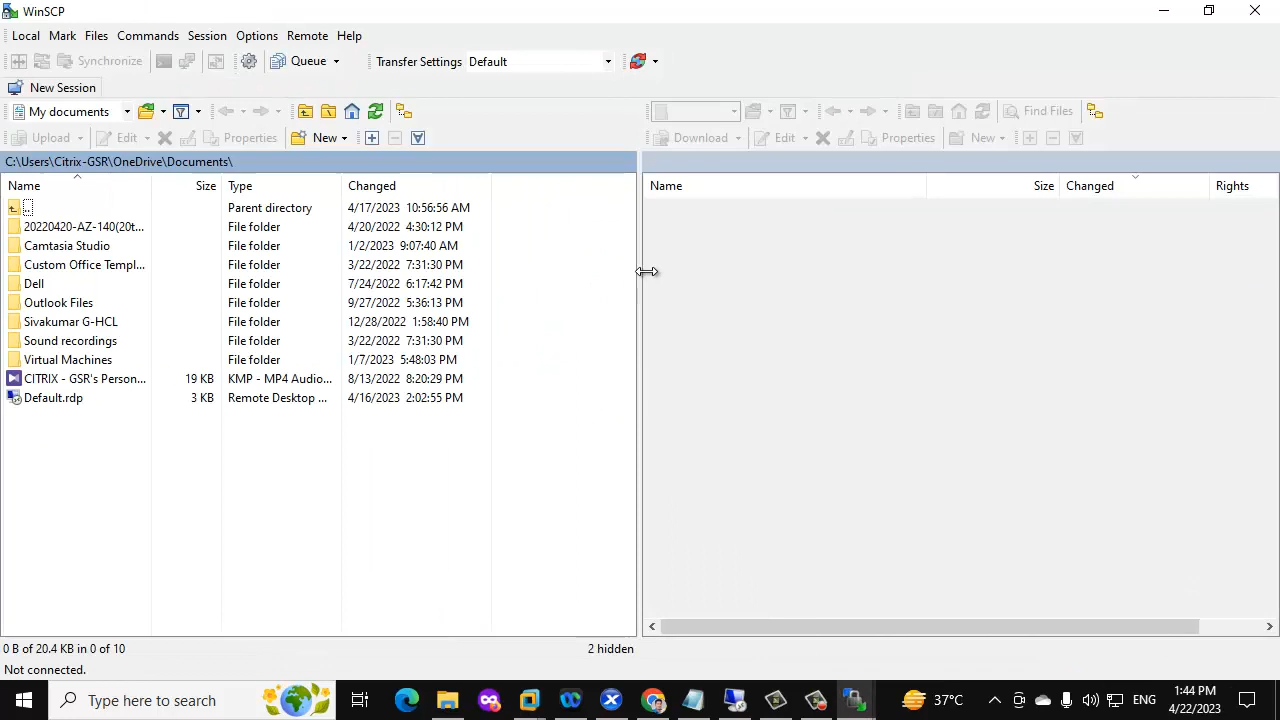 WinSCP
Local Mark Files Commands Session Options Remote Help
Synchronize Queue Transfer Settings Default
New Session
My documents Find Files
Upload Edit Properties New Download Edit Properties New
C:\Users\Citrix-GSR\OneDrive\Documents\
Name Size Type Changed Name Size Changed Rights
.. Parent directory 4/17/2023 10:56:56 AM
20220420-AZ-140(20t... File folder 4/20/2022 4:30:12 PM
Camtasia Studio File folder 1/2/2023 9:07:40 AM
Custom Office Templ... File folder 3/22/2022 7:31:30 PM
Dell File folder 7/24/2022 6:17:42 PM
Outlook Files File folder 9/27/2022 5:36:13 PM
Sivakumar G-HCL File folder 12/28/2022 1:58:40 PM
Sound recordings File folder 3/22/2022 7:31:30 PM
Virtual Machines File folder 1/7/2023 5:48:03 PM
CITRIX - GSR's Person... 19 KB KMP - MP4 Audio... 8/13/2022 8:20:29 PM
Default.rdp 3 KB Remote Desktop ... 4/16/2023 2:02:55 PM
0 B of 20.4 KB in 0 of 10 2 hidden
Not connected.
Type here to search 37°C ENG 1:44 PM
4/22/2023